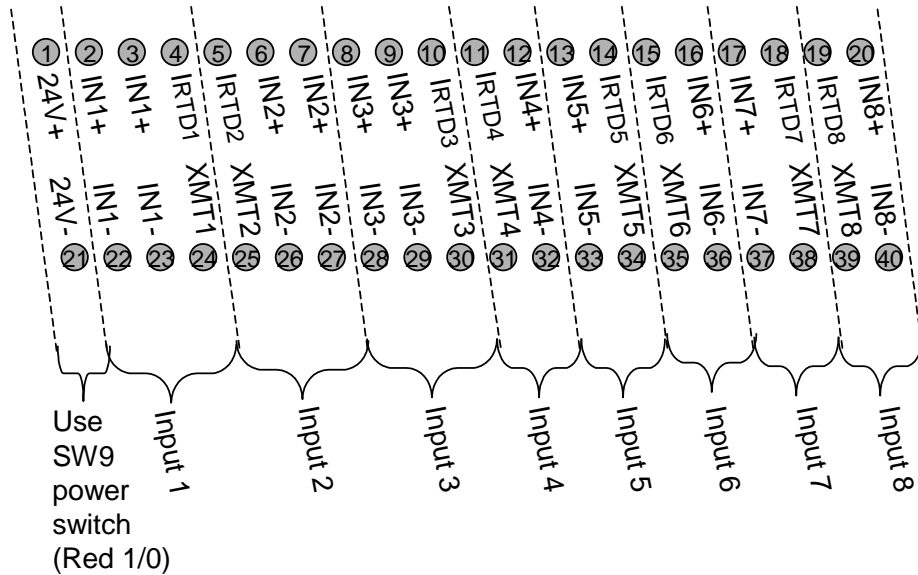 1 2 3 4 5 6 7 8 9 10 11 12 13 14 15 16 17 18 19 20
24V+ IN1+ IN1+ IRTD1 IRTD2 IN2+ IN2+ IN3+ IN3+ IRTD3 IRTD4 IN4+ IN5+ IRTD5 IRTD6 IN6+ IN7+ IRTD7 IRTD8 IN8+
24V- IN1- IN1- XMT1 XMT2 IN2- IN2- IN3- IN3- XMT3 XMT4 IN4- IN5- XMT5 XMT6 IN6- IN7- XMT7 XMT8 IN8-
21 22 23 24 25 26 27 28 29 30 31 32 33 34 35 36 37 38 39 40
Use
SW9
power
switch
(Red 1/0)
Input 1
Input 2
Input 3
Input 4
Input 5
Input 6
Input 7
Input 8